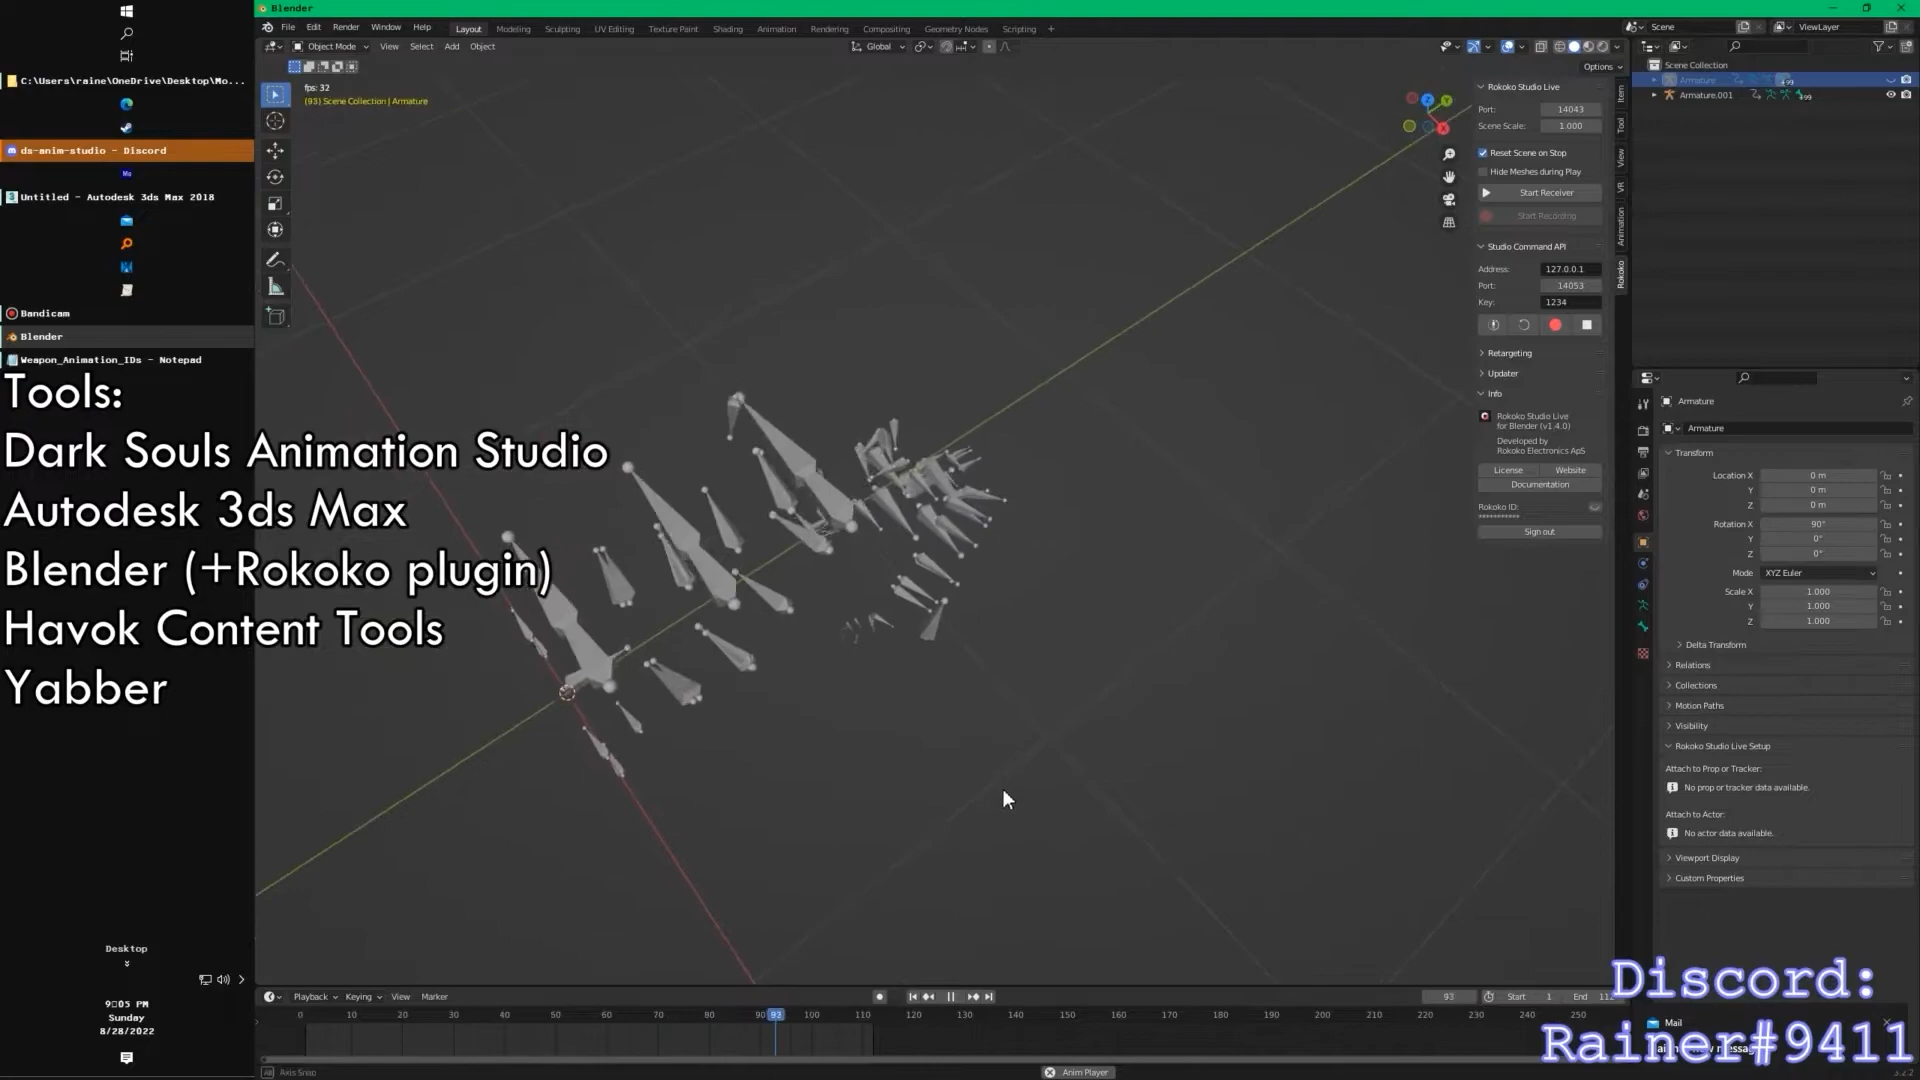 C:\Users\raine\OneDrive\Desktop\Mo...
ds-anim-studio - Discord
Untitled - Autodesk 3ds Max 2018
Bandicam
Blender
Weapon_Animation_IDs - Notepad
Tools:
Dark Souls Animation Studio
Autodesk 3ds Max
Blender (+Rokoko plugin)
Havok Content Tools
Yabber
Desktop
9:05 PM
Sunday
8/28/2022
Blender
File Edit Render Window Help
Layout Modeling Sculpting UV Editing Texture Paint Shading Animation Rendering Compositing Geometry Nodes Scripting +
Scene
ViewLayer
Object Mode View Select Add Object
Global
Options
fps: 32
(93) Scene Collection | Armature
Rokoko Studio Live
Port: 14043
Scene Scale: 1.000
Reset Scene on Stop
Hide Meshes during Play
Start Receiver
Start Recording
Studio Command API
Address: 127.0.0.1
Port: 14053
Key: 1234
Retargeting
Updater
Info
Rokoko Studio Live
for Blender (v1.4.0)
Developed by
Rokoko Electronics ApS
License Website
Documentation
Rokoko ID:
***********
Sign out
Item
Tool
View
VR
Animation
Rokoko
Scene Collection
Armature
Armature.001
Armature
Armature
Transform
Location X 0 m
Y 0 m
Z 0 m
Rotation X 90°
Y 0°
Z 0°
Mode XYZ Euler
Scale X 1.000
Y 1.000
Z 1.000
Delta Transform
Relations
Collections
Motion Paths
Visibility
Rokoko Studio Live Setup
Attach to Prop or Tracker:
No prop or tracker data available.
Attach to Actor:
No actor data available.
Viewport Display
Custom Properties
Playback Keying View Marker
93 Start 1 End
0 10 20 30 40 50 60 70 80 90 93 100 110 120 130 140 150 160 170 180 190 200 210 220 230 240 250
Axis Snap
Anim Player
Mail
Discord:
Rainer#9411
3.2.2